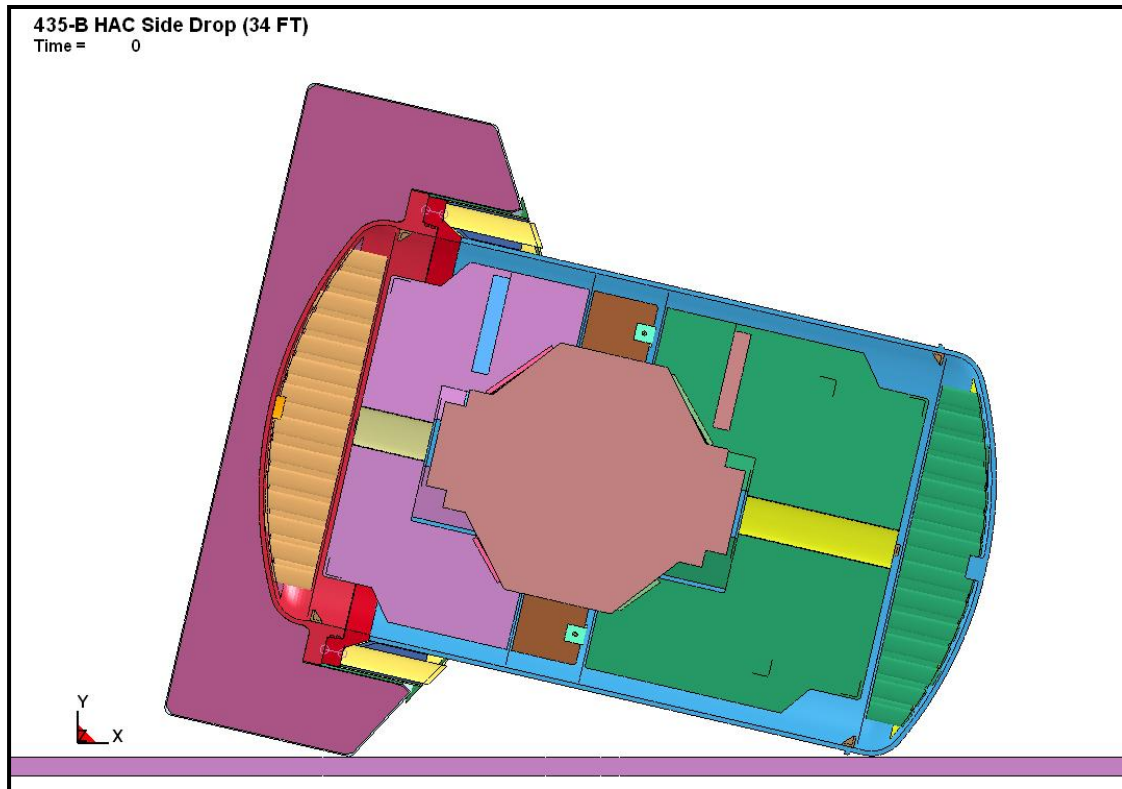 435-B HAC Side Drop (34 FT)
Time = 0
Y
Z X